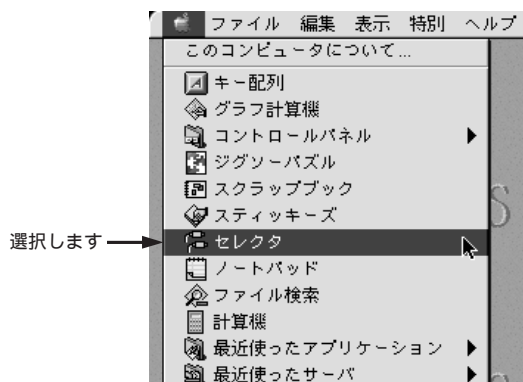 ファイル 編集 表示 特別 ヘルプ
このコンピュータについて...
キー配列
グラフ計算機
コントロールパネル
ジグソーパズル
スクラップブック
スティッキーズ
選択します
セレクタ
ノートパッド
ファイル検索
計算機
最近使ったアプリケーション
最近使ったサーバ